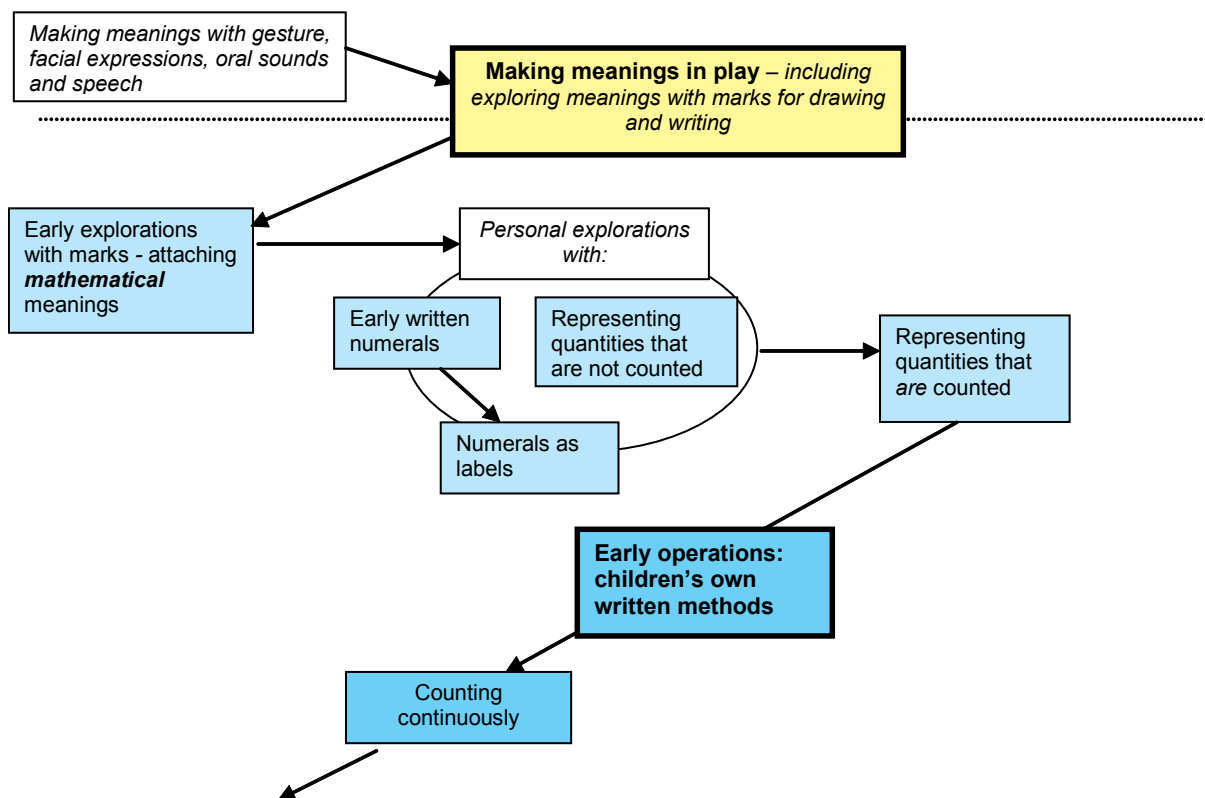 Making meanings with gesture,
facial expressions, oral sounds
and speech
Making meanings in play – including
exploring meanings with marks for drawing
and writing
Early explorations
with marks - attaching
mathematical
meanings
Personal explorations
with:
Early written
numerals
Representing
quantities that
are not counted
Representing
quantities that
are counted
Numerals as
labels
Early operations:
children’s own
written methods
Counting
continuously